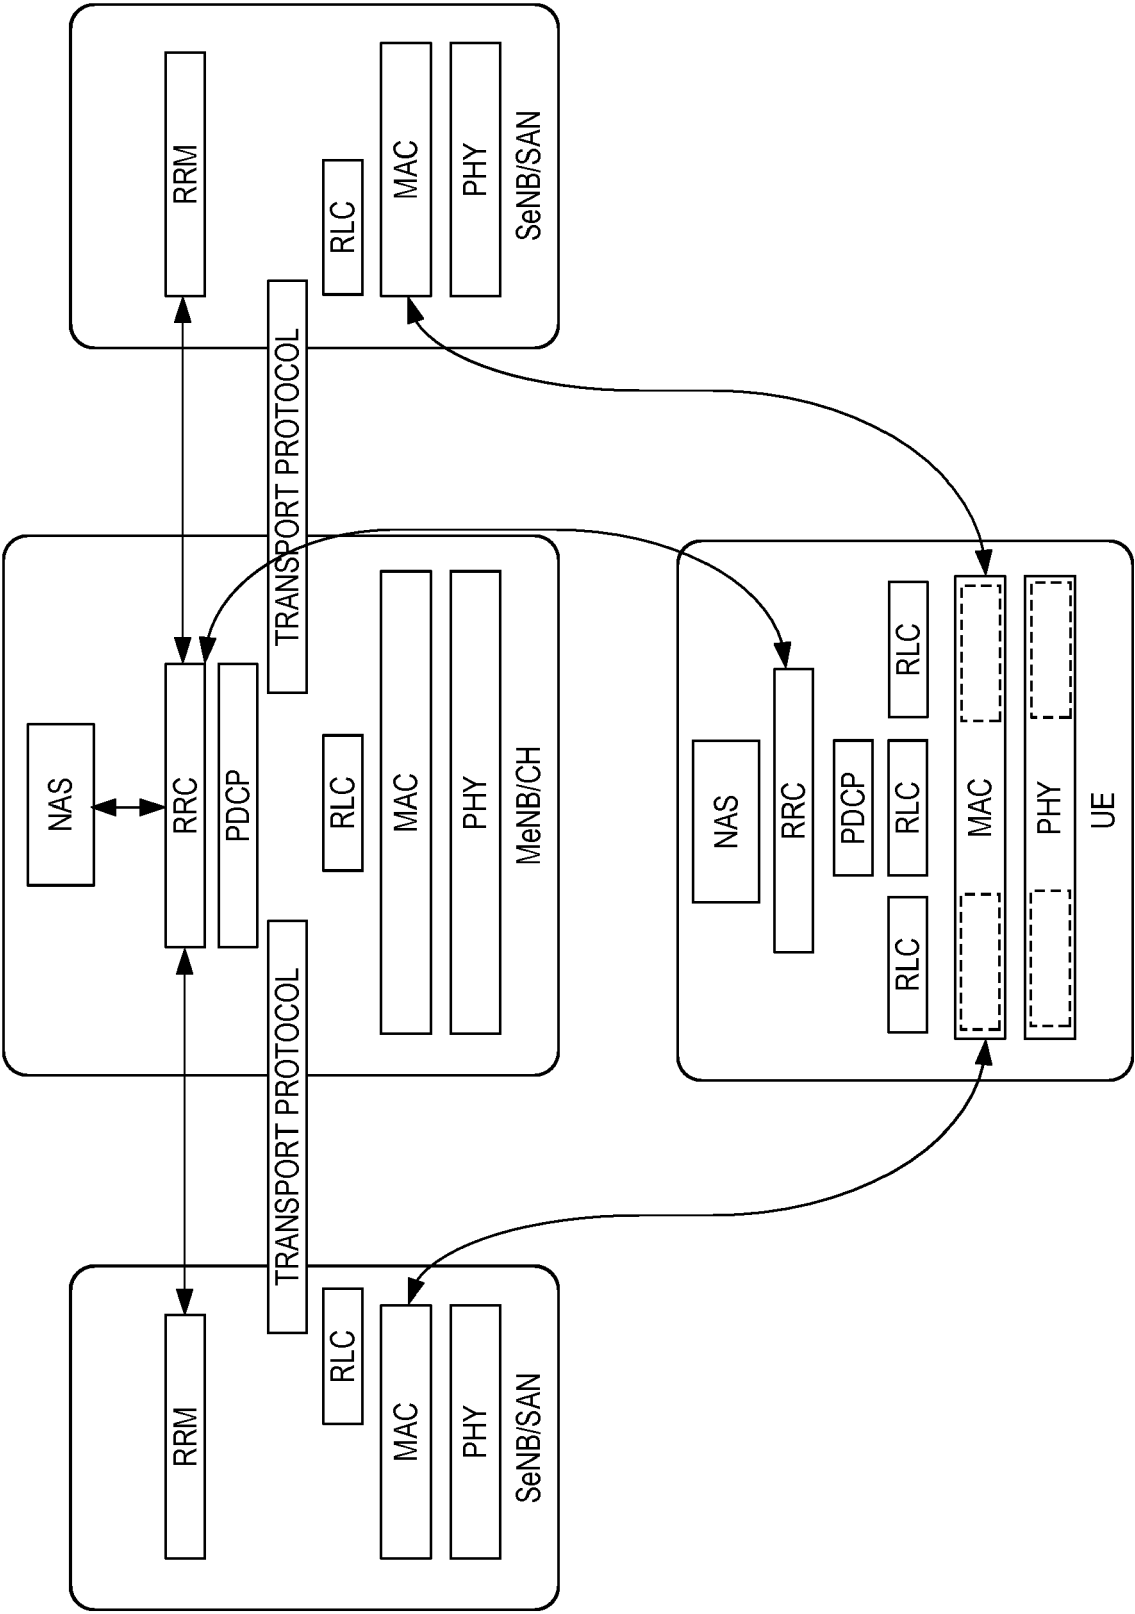 RRM
RLC
MAC
PHY
SeNB/SAN
TRANSPORT PROTOCOL
NAS
RRC
PDCP
RLC
MAC
PHY
MeNB/CH
TRANSPORT PROTOCOL
RRM
RLC
MAC
PHY
SeNB/SAN
NAS
RRC
PDCP
RLC
RLC
RLC
MAC
PHY
UE